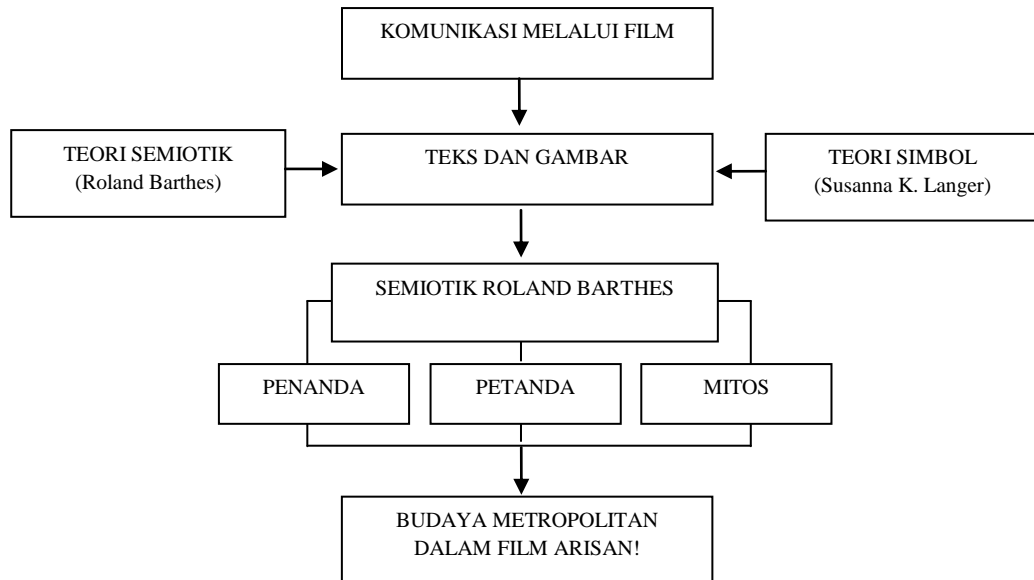 KOMUNIKASI MELALUI FILM
TEORI SEMIOTIK
(Roland Barthes)
TEKS DAN GAMBAR
TEORI SIMBOL
(Susanna K. Langer)
SEMIOTIK ROLAND BARTHES
PENANDA
PETANDA
MITOS
BUDAYA METROPOLITAN
DALAM FILM ARISAN!